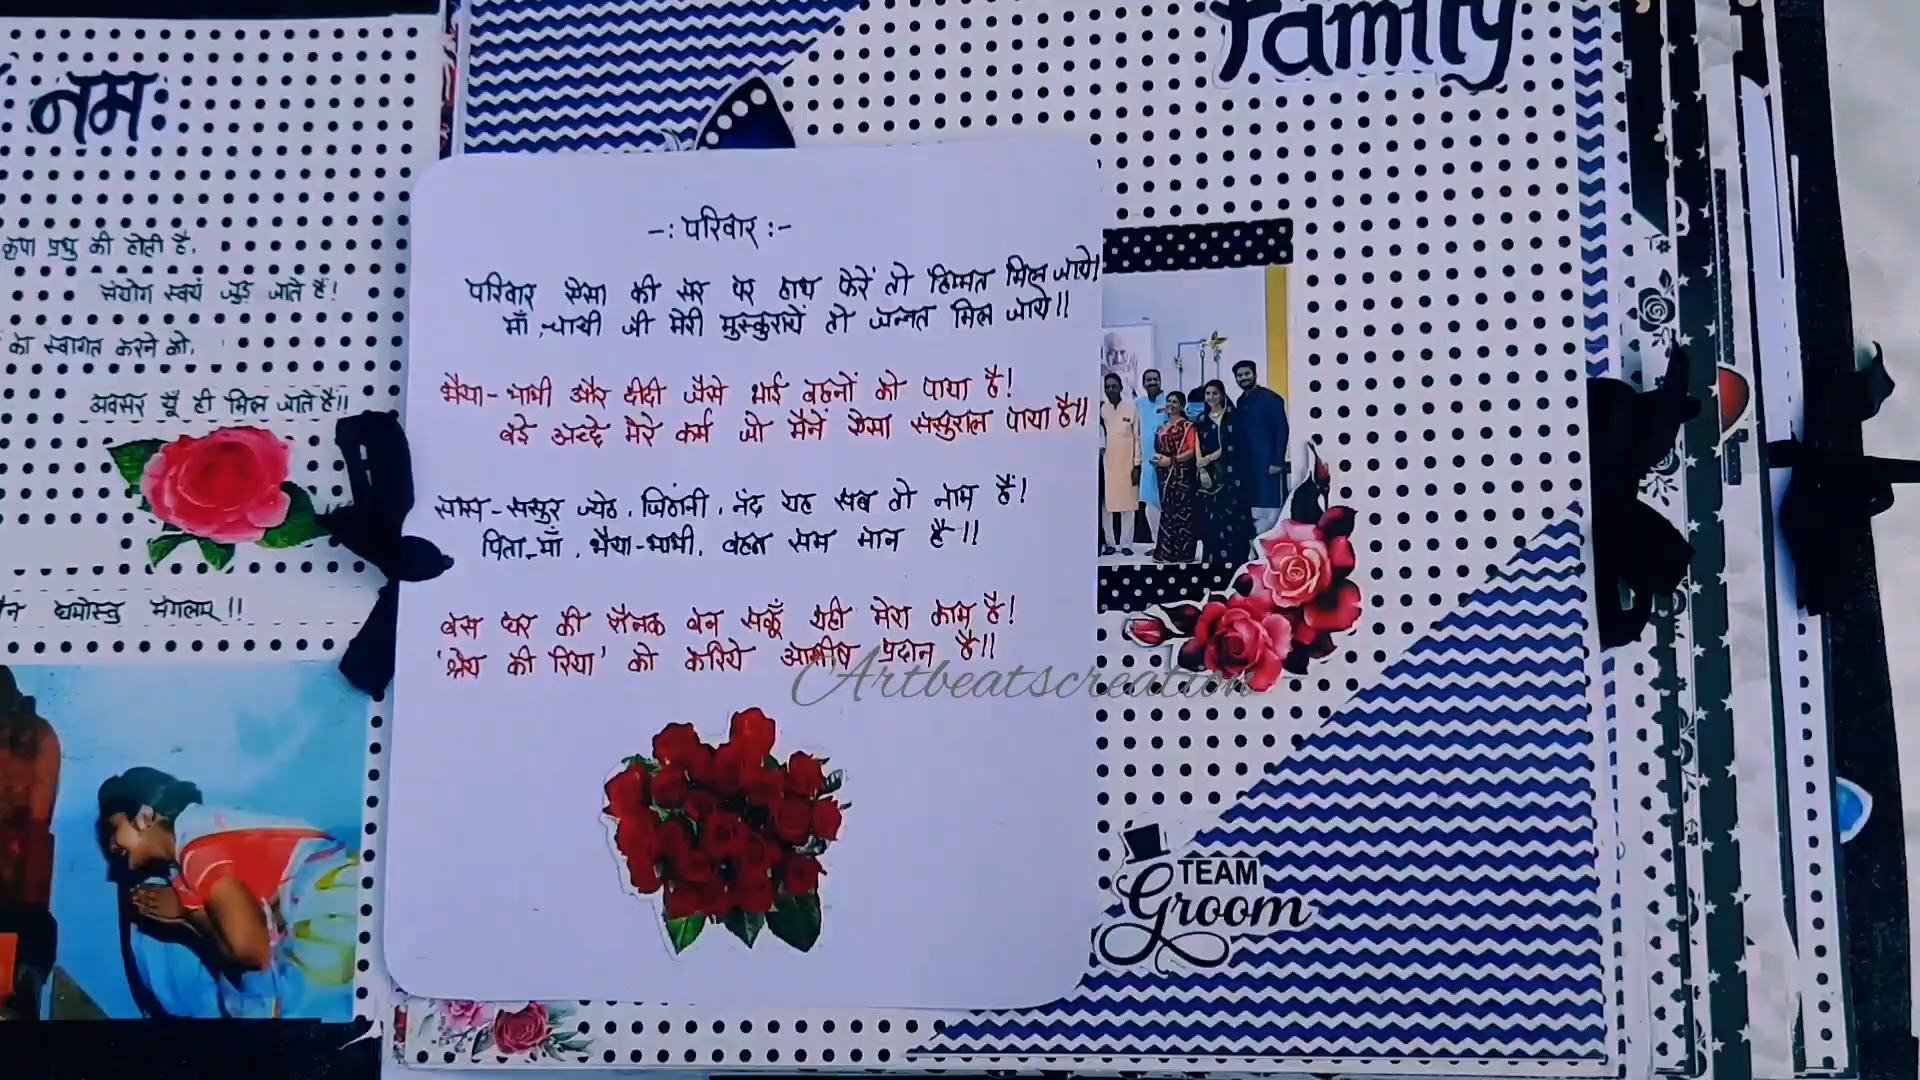 नमः
कृपा प्रभु की होती है,
संयोग स्वयं जुड़ जाते हैं!
का स्वागत करने को,
अवसर यूँ ही मिल जाते हैं!!
मंगलम् !!
family
-: परिवार :-
परिवार ऐसा की सर पर हाथ फेरें तो हिम्मत मिल जाये!
माँ, चाची जी मेरी मुस्कुरायें तो जन्नत मिल जाये!!
भैया-भाभी और दीदी जैसे भाई बहनों को पाया है!
बड़े अच्छे मेरे कर्म जो मैनें ऐसा ससुराल पाया है!!
सास-ससुर ज्येठ, जिठानी, नंद यह सब तो नाम हैं!
पिता-माँ, भैया-भाभी, बहन सम मान है!!
बस घर की रौनक बन सकूँ यही मेरा काम है!
'श्रेय की रिया' को करिये आशीष प्रदान है!!
Artbeatscreation
TEAM
Groom